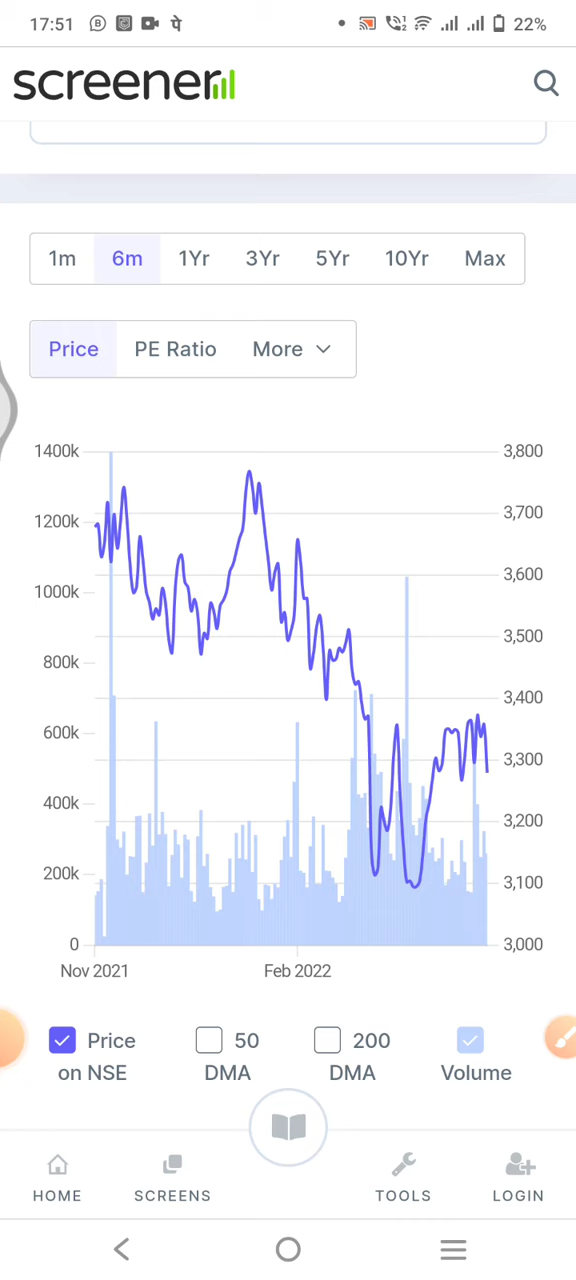 17:51 B पे 22%
screener
1m 6m 1Yr 3Yr 5Yr 10Yr Max
Price PE Ratio More
1400k 3,800
1200k 3,700
1000k 3,600
800k 3,500
600k 3,400
400k 3,300
200k 3,200
0 3,100
3,000
Nov 2021 Feb 2022
Price on NSE
50 DMA
200 DMA
Volume
HOME SCREENS TOOLS LOGIN